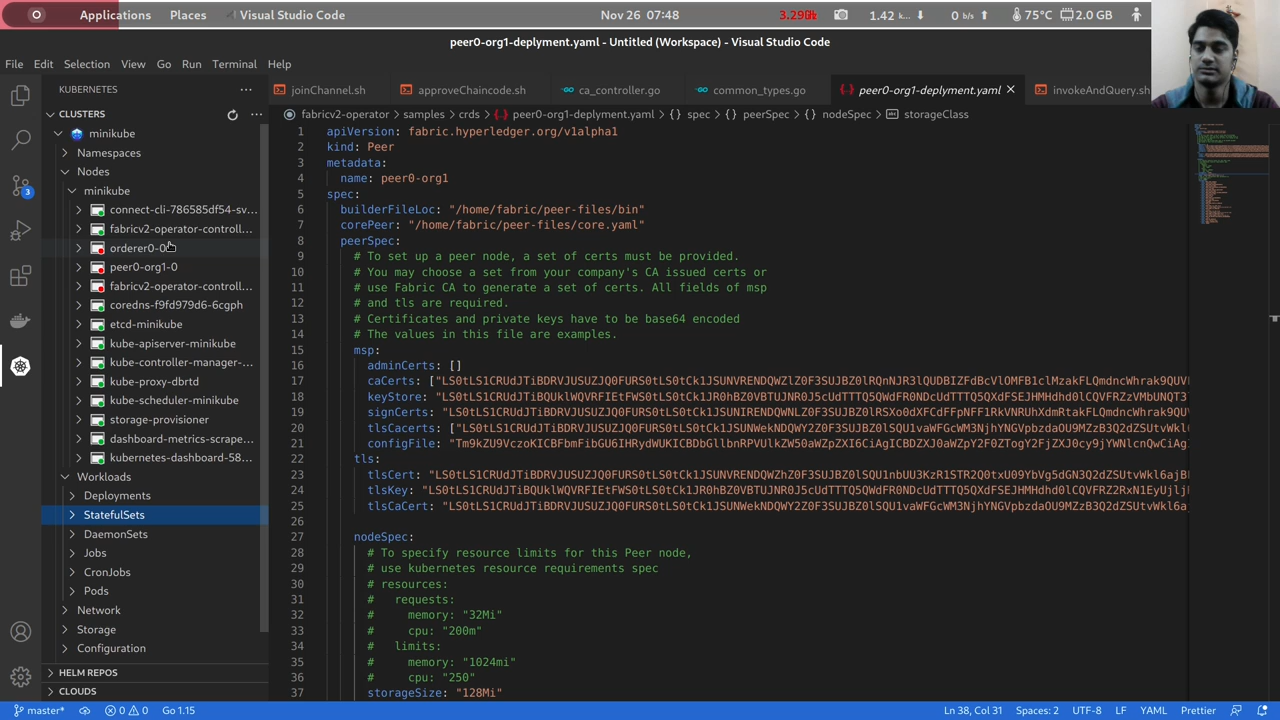 Applications Places Visual Studio Code Nov 26 07:48 1.42 k... 0 b/s 75°C 2.0 GB
peer0-org1-deplyment.yaml - Untitled (Workspace) - Visual Studio Code
File Edit Selection View Go Run Terminal Help
KUBERNETES ...
joinChannel.sh approveChaincode.sh ca_controller.go common_types.go peer0-org1-deplyment.yaml invokeAndQuery.sh
CLUSTERS ...
fabricv2-operator > samples > crds > peer0-org1-deplyment.yaml > {} spec > {} peerSpec > {} nodeSpec > storageClass
minikube
Namespaces
Nodes
minikube
connect-cli-786585df54-sv...
fabricv2-operator-controll...
orderer0-0
peer0-org1-0
fabricv2-operator-controll...
coredns-f9fd979d6-6cgph
etcd-minikube
kube-apiserver-minikube
kube-controller-manager-...
kube-proxy-dbrtd
kube-scheduler-minikube
storage-provisioner
dashboard-metrics-scrape...
kubernetes-dashboard-58...
Workloads
Deployments
StatefulSets
DaemonSets
Jobs
CronJobs
Pods
Network
Storage
Configuration
HELM REPOS
CLOUDS
1 apiVersion: fabric.hyperledger.org/v1alpha1
2 kind: Peer
3 metadata:
4 name: peer0-org1
5 spec:
6 builderFileLoc: "/home/fabric/peer-files/bin"
7 corePeer: "/home/fabric/peer-files/core.yaml"
8 peerSpec:
9 # To set up a peer node, a set of certs must be provided.
10 # You may choose a set from your company's CA issued certs or
11 # use Fabric CA to generate a set of certs. All fields of msp
12 # and tls are required.
13 # Certificates and private keys have to be base64 encoded
14 # The values in this file are examples.
15 msp:
16 adminCerts: []
17 caCerts:
18 keyStore:
19 signCerts:
20 tlsCacerts:
21 configFile:
22 tls:
23 tlsCert:
24 tlsKey:
25 tlsCaCert:
26
27 nodeSpec:
28 # To specify resource limits for this Peer node,
29 # use kubernetes resource requirements spec
30 # resources:
31 # requests:
32 # memory: "32Mi"
33 # cpu: "200m"
34 # limits:
35 # memory: "1024mi"
36 # cpu: "250"
37 storageSize: "128Mi"
3
master* 0 0 Go 1.15 Ln 38, Col 31 Spaces: 2 UTF-8 LF YAML Prettier